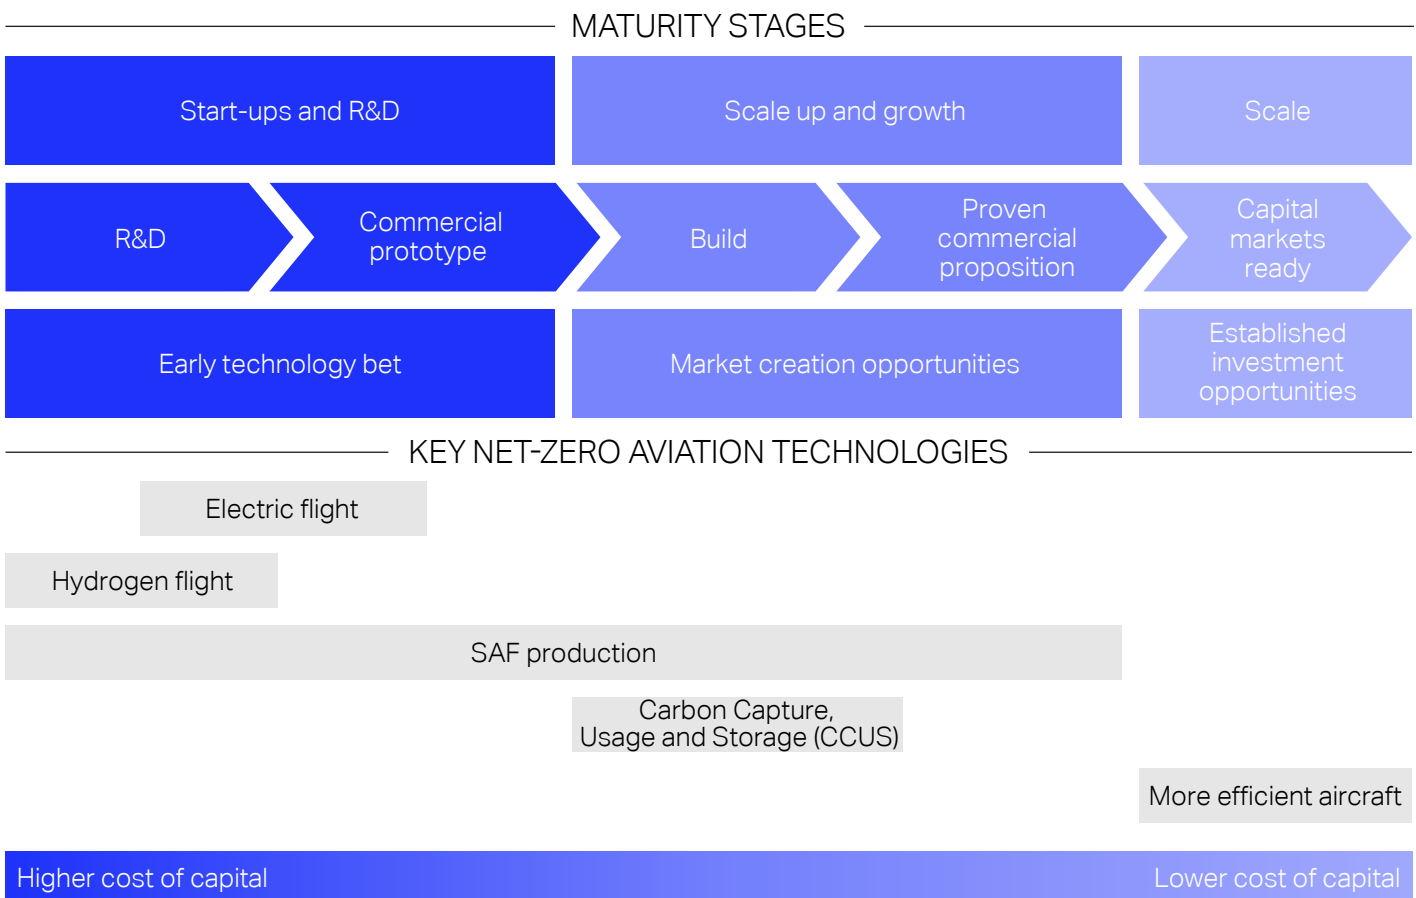 MATURITY STAGES
Start-ups and R&D
Scale up and growth
Scale
R&D
Commercial
prototype
Build
Proven
commercial
proposition
Capital
markets
ready
Early technology bet
Market creation opportunities
Established
investment
opportunities
KEY NET-ZERO AVIATION TECHNOLOGIES
Electric flight
Hydrogen flight
SAF production
Carbon Capture,
Usage and Storage (CCUS)
More efficient aircraft
Higher cost of capital
Lower cost of capital